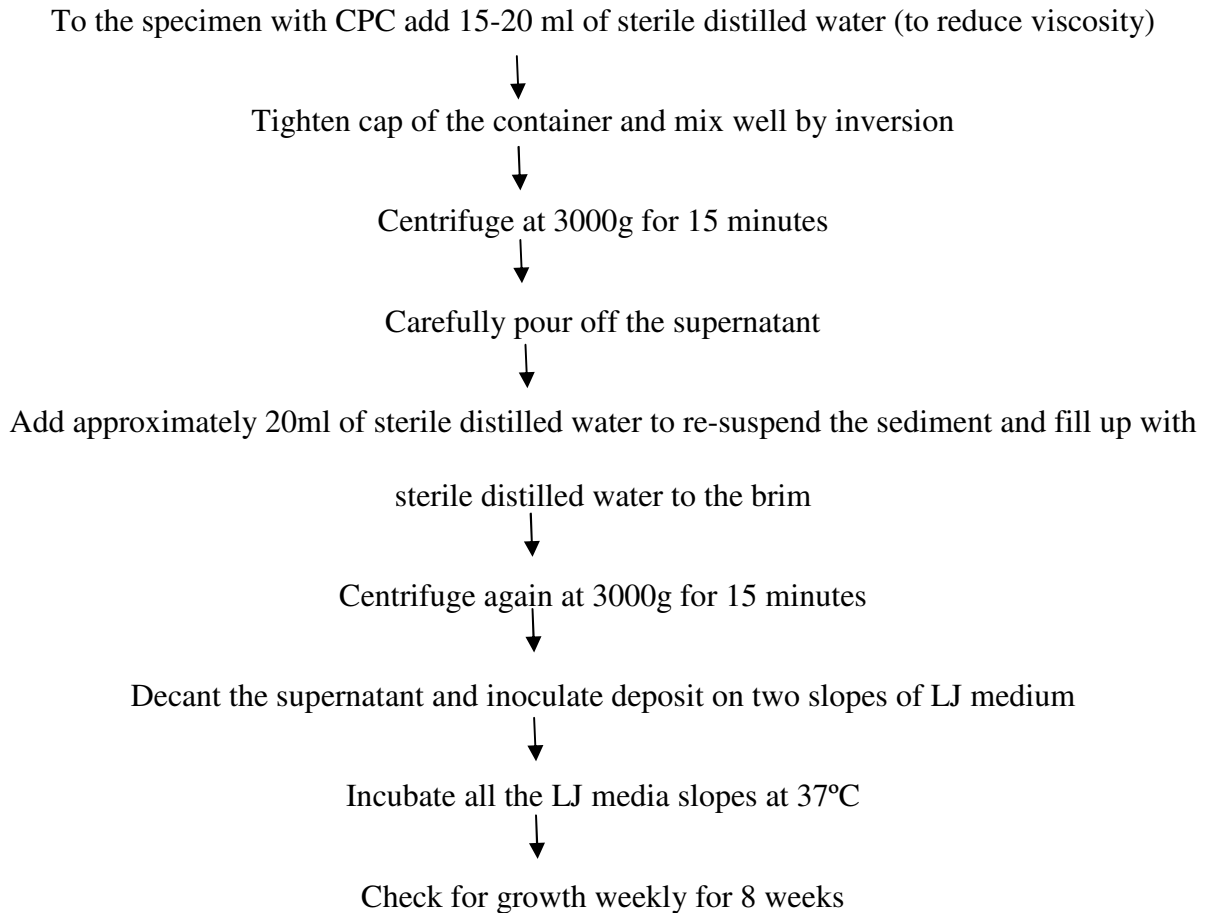 To the specimen with CPC add 15-20 ml of sterile distilled water (to reduce viscosity)
Tighten cap of the container and mix well by inversion
Centrifuge at 3000g for 15 minutes
Carefully pour off the supernatant
Add approximately 20ml of sterile distilled water to re-suspend the sediment and fill up with
sterile distilled water to the brim
Centrifuge again at 3000g for 15 minutes
Decant the supernatant and inoculate deposit on two slopes of LJ medium
Incubate all the LJ media slopes at 37ºC
Check for growth weekly for 8 weeks